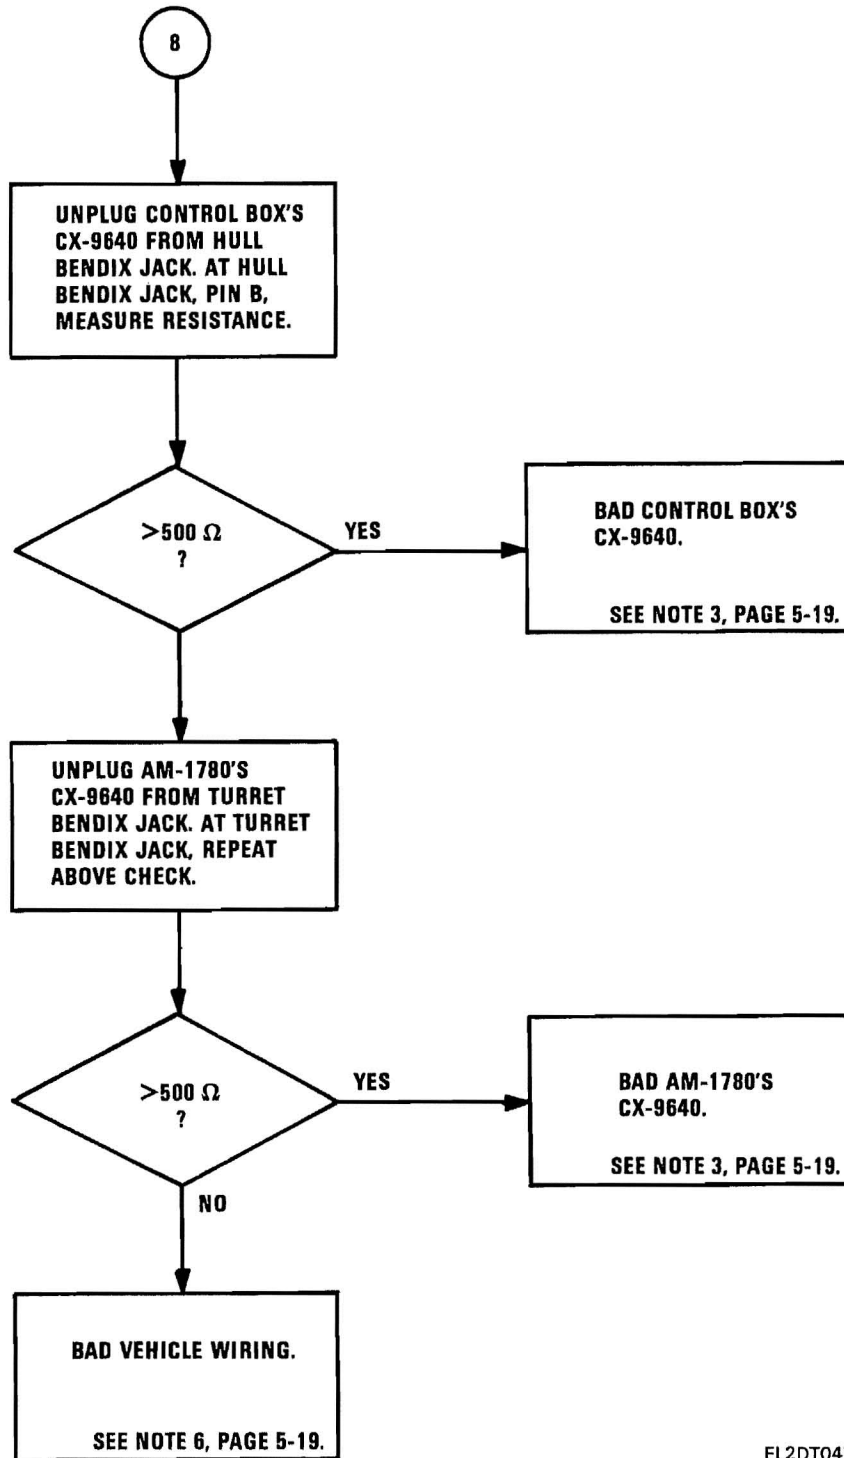 8
UNPLUG CONTROL BOX'S
CX-9640 FROM HULL
BENDIX JACK. AT HULL
BENDIX JACK, PIN B,
MEASURE RESISTANCE.
>500 Ω
?
YES
BAD CONTROL BOX'S
CX-9640.
SEE NOTE 3, PAGE 5-19.
UNPLUG AM-1780'S
CX-9640 FROM TURRET
BENDIX JACK. AT TURRET
BENDIX JACK, REPEAT
ABOVE CHECK.
>500 Ω
?
YES
BAD AM-1780'S
CX-9640.
SEE NOTE 3, PAGE 5-19.
NO
BAD VEHICLE WIRING.
SEE NOTE 6, PAGE 5-19.